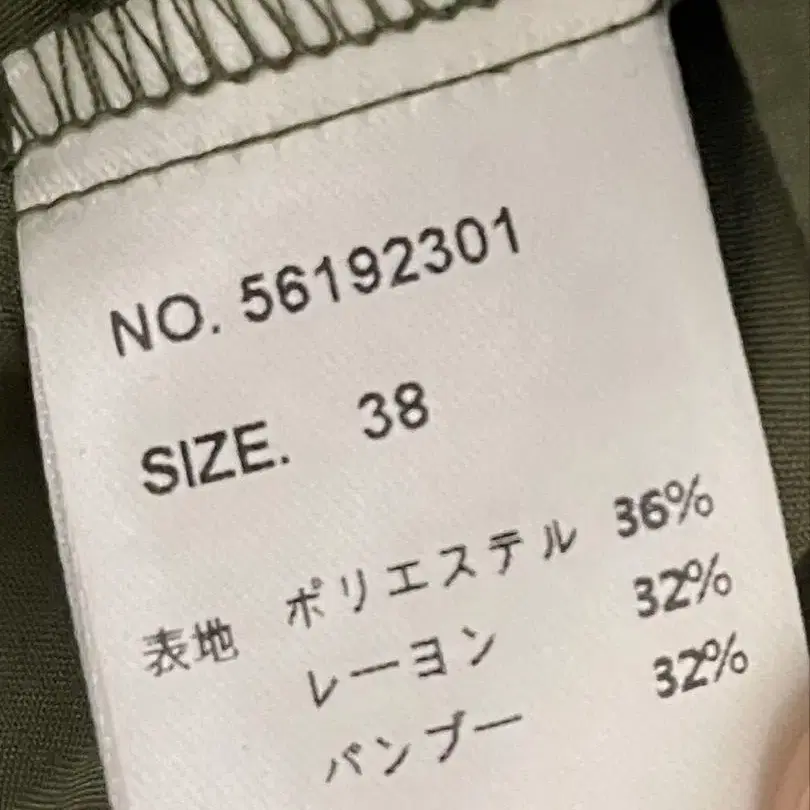 NO. 56192301
SIZE. 38
表地 ポリエステル 36%
レーヨン 32%
バンブー 32%